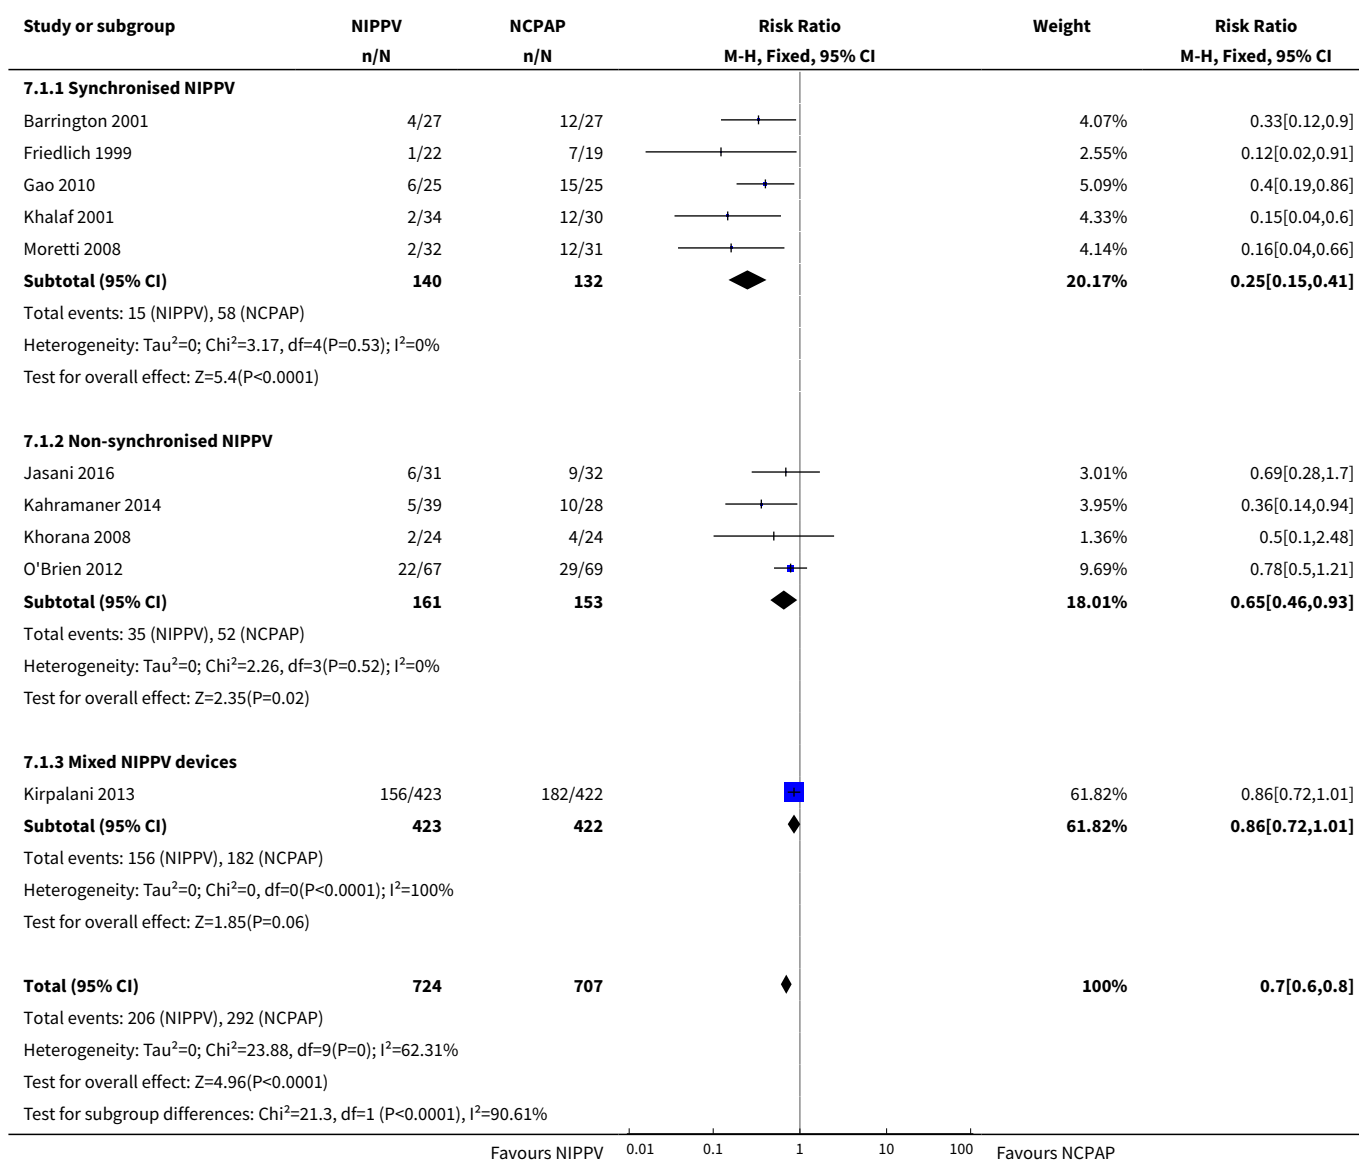 Study or subgroup NIPPV NCPAP Risk Ratio Weight Risk Ratio
n/N n/N M-H, Fixed, 95% CI M-H, Fixed, 95% CI
7.1.1 Synchronised NIPPV
Barrington 2001 4/27 12/27 4.07% 0.33[0.12,0.9]
Friedlich 1999 1/22 7/19 2.55% 0.12[0.02,0.91]
Gao 2010 6/25 15/25 5.09% 0.4[0.19,0.86]
Khalaf 2001 2/34 12/30 4.33% 0.15[0.04,0.6]
Moretti 2008 2/32 12/31 4.14% 0.16[0.04,0.66]
Subtotal (95% CI) 140 132 20.17% 0.25[0.15,0.41]
Total events: 15 (NIPPV), 58 (NCPAP)
Heterogeneity: Tau²=0; Chi²=3.17, df=4(P=0.53); I²=0%
Test for overall effect: Z=5.4(P<0.0001)
7.1.2 Non-synchronised NIPPV
Jasani 2016 6/31 9/32 3.01% 0.69[0.28,1.7]
Kahramaner 2014 5/39 10/28 3.95% 0.36[0.14,0.94]
Khorana 2008 2/24 4/24 1.36% 0.5[0.1,2.48]
O'Brien 2012 22/67 29/69 9.69% 0.78[0.5,1.21]
Subtotal (95% CI) 161 153 18.01% 0.65[0.46,0.93]
Total events: 35 (NIPPV), 52 (NCPAP)
Heterogeneity: Tau²=0; Chi²=2.26, df=3(P=0.52); I²=0%
Test for overall effect: Z=2.35(P=0.02)
7.1.3 Mixed NIPPV devices
Kirpalani 2013 156/423 182/422 61.82% 0.86[0.72,1.01]
Subtotal (95% CI) 423 422 61.82% 0.86[0.72,1.01]
Total events: 156 (NIPPV), 182 (NCPAP)
Heterogeneity: Tau²=0; Chi²=0, df=0(P<0.0001); I²=100%
Test for overall effect: Z=1.85(P=0.06)
Total (95% CI) 724 707 100% 0.7[0.6,0.8]
Total events: 206 (NIPPV), 292 (NCPAP)
Heterogeneity: Tau²=0; Chi²=23.88, df=9(P=0); I²=62.31%
Test for overall effect: Z=4.96(P<0.0001)
Test for subgroup differences: Chi²=21.3, df=1 (P<0.0001), I²=90.61%
Favours NIPPV 0.01 0.1 1 10 100 Favours NCPAP